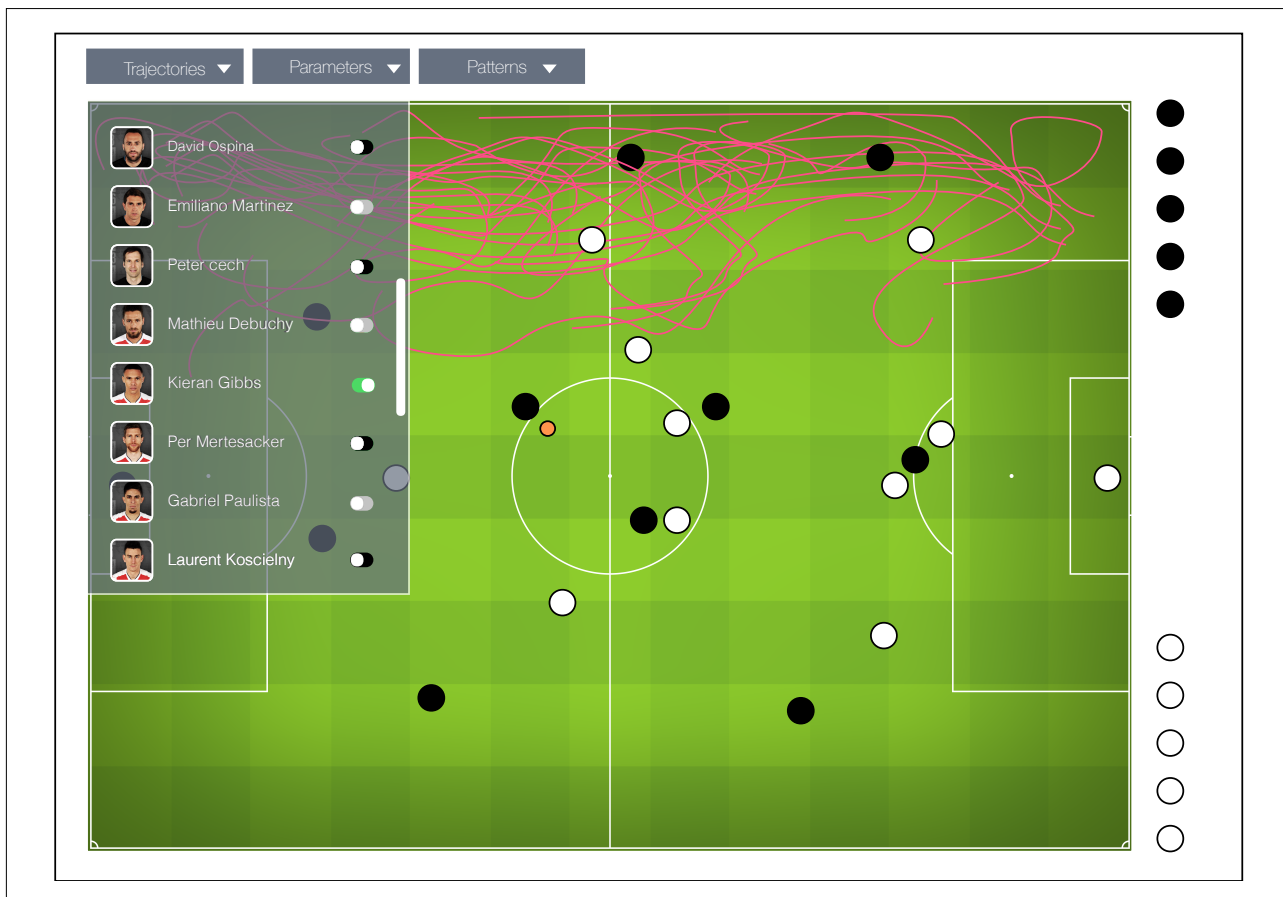 Trajectories
Parameters
Patterns
David Ospina
Emiliano Martinez
Peter cech
Mathieu Debuchy
Kieran Gibbs
Per Mertesacker
Gabriel Paulista
Laurent Koscielny